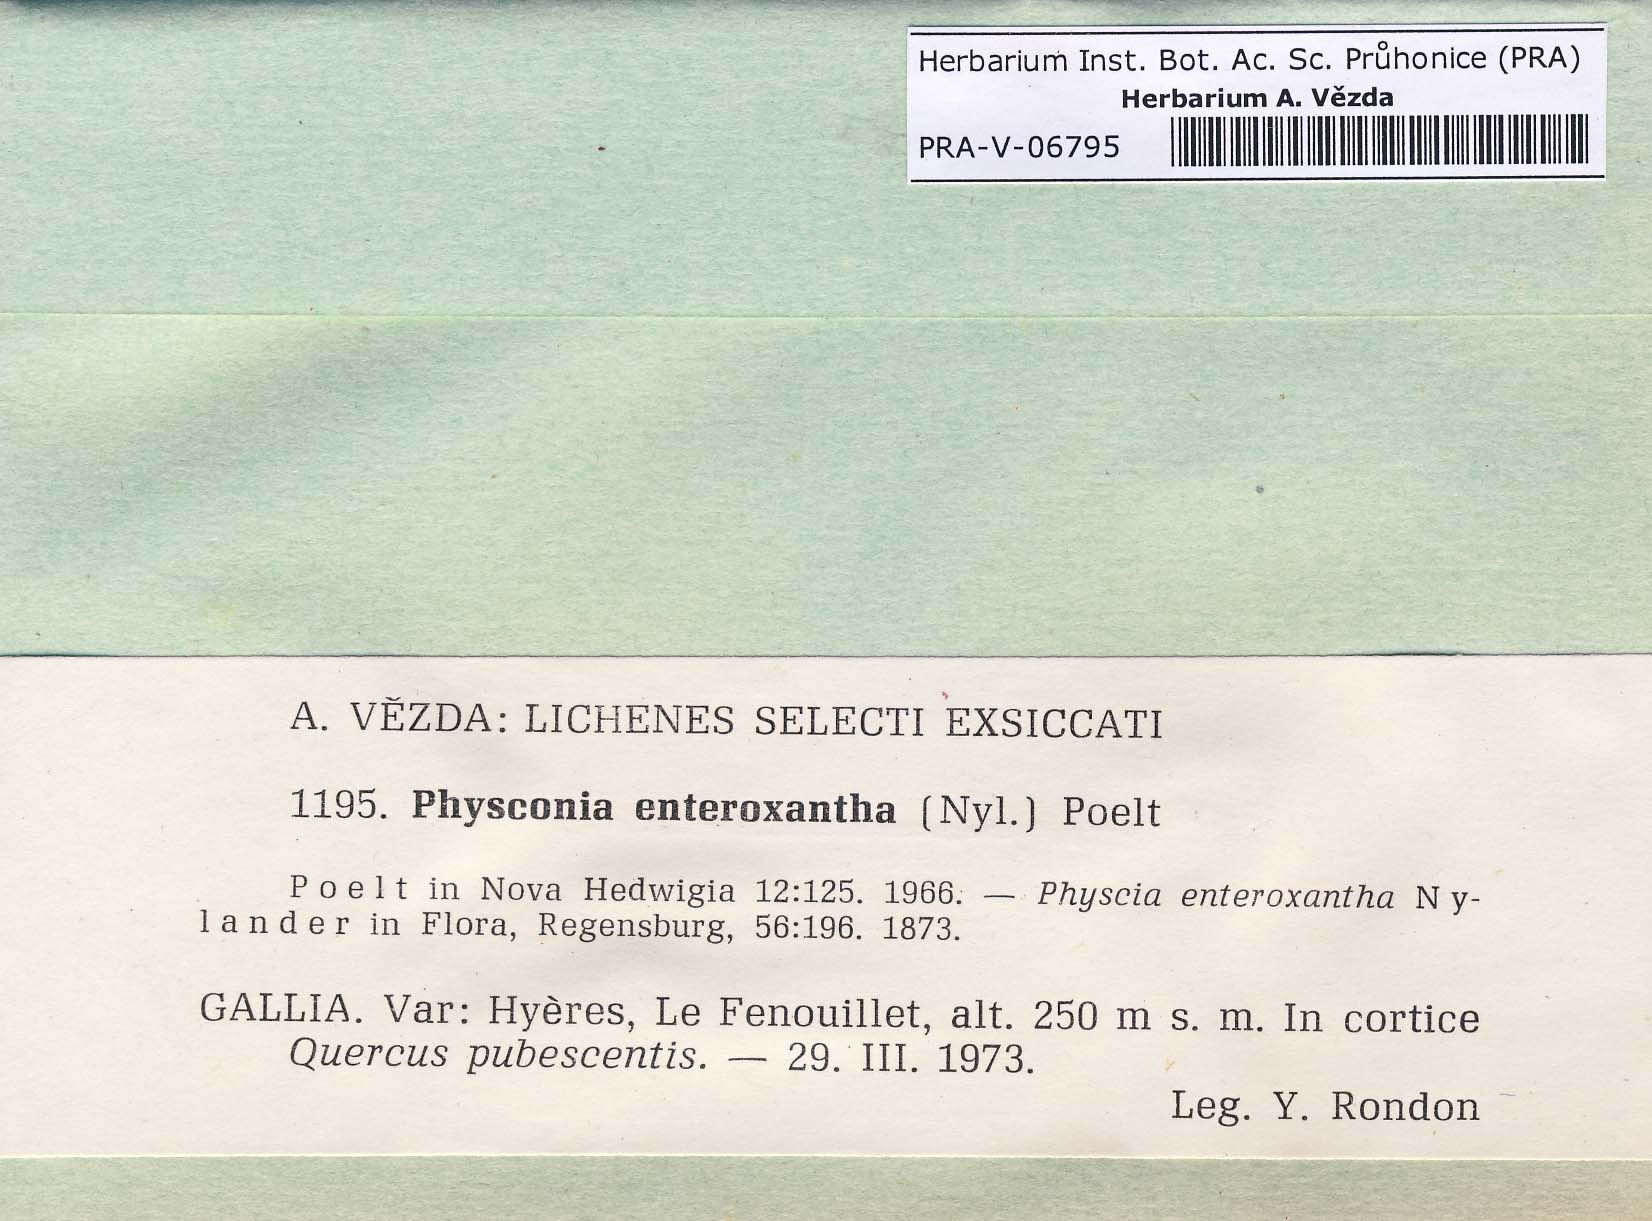 Herbarium Inst. Bot. Ac. Sc. Průhonice (PRA)
Herbarium A. Vězda
PRA-V-06795
A. VĚZDA: LICHENES SELECTI EXSICCATI
1195. Physconia enteroxantha (Nyl.) Poelt
Poelt in Nova Hedwigia 12:125. 1966. — Physcia enteroxantha Ny-
lander in Flora, Regensburg, 56:196. 1873.
GALLIA. Var: Hyères, Le Fenouillet, alt. 250 m s. m. In cortice
Quercus pubescentis. — 29. III. 1973.
Leg. Y. Rondon